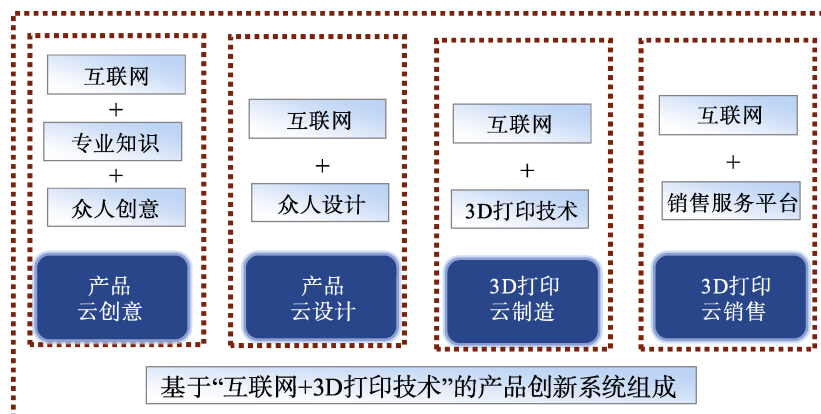 互联网
+
专业知识
+
众人创意
产品
云创意
互联网
+
众人设计
产品
云设计
互联网
+
3D打印技术
3D打印
云制造
互联网
+
销售服务平台
3D打印
云销售
基于“互联网+3D打印技术”的产品创新系统组成